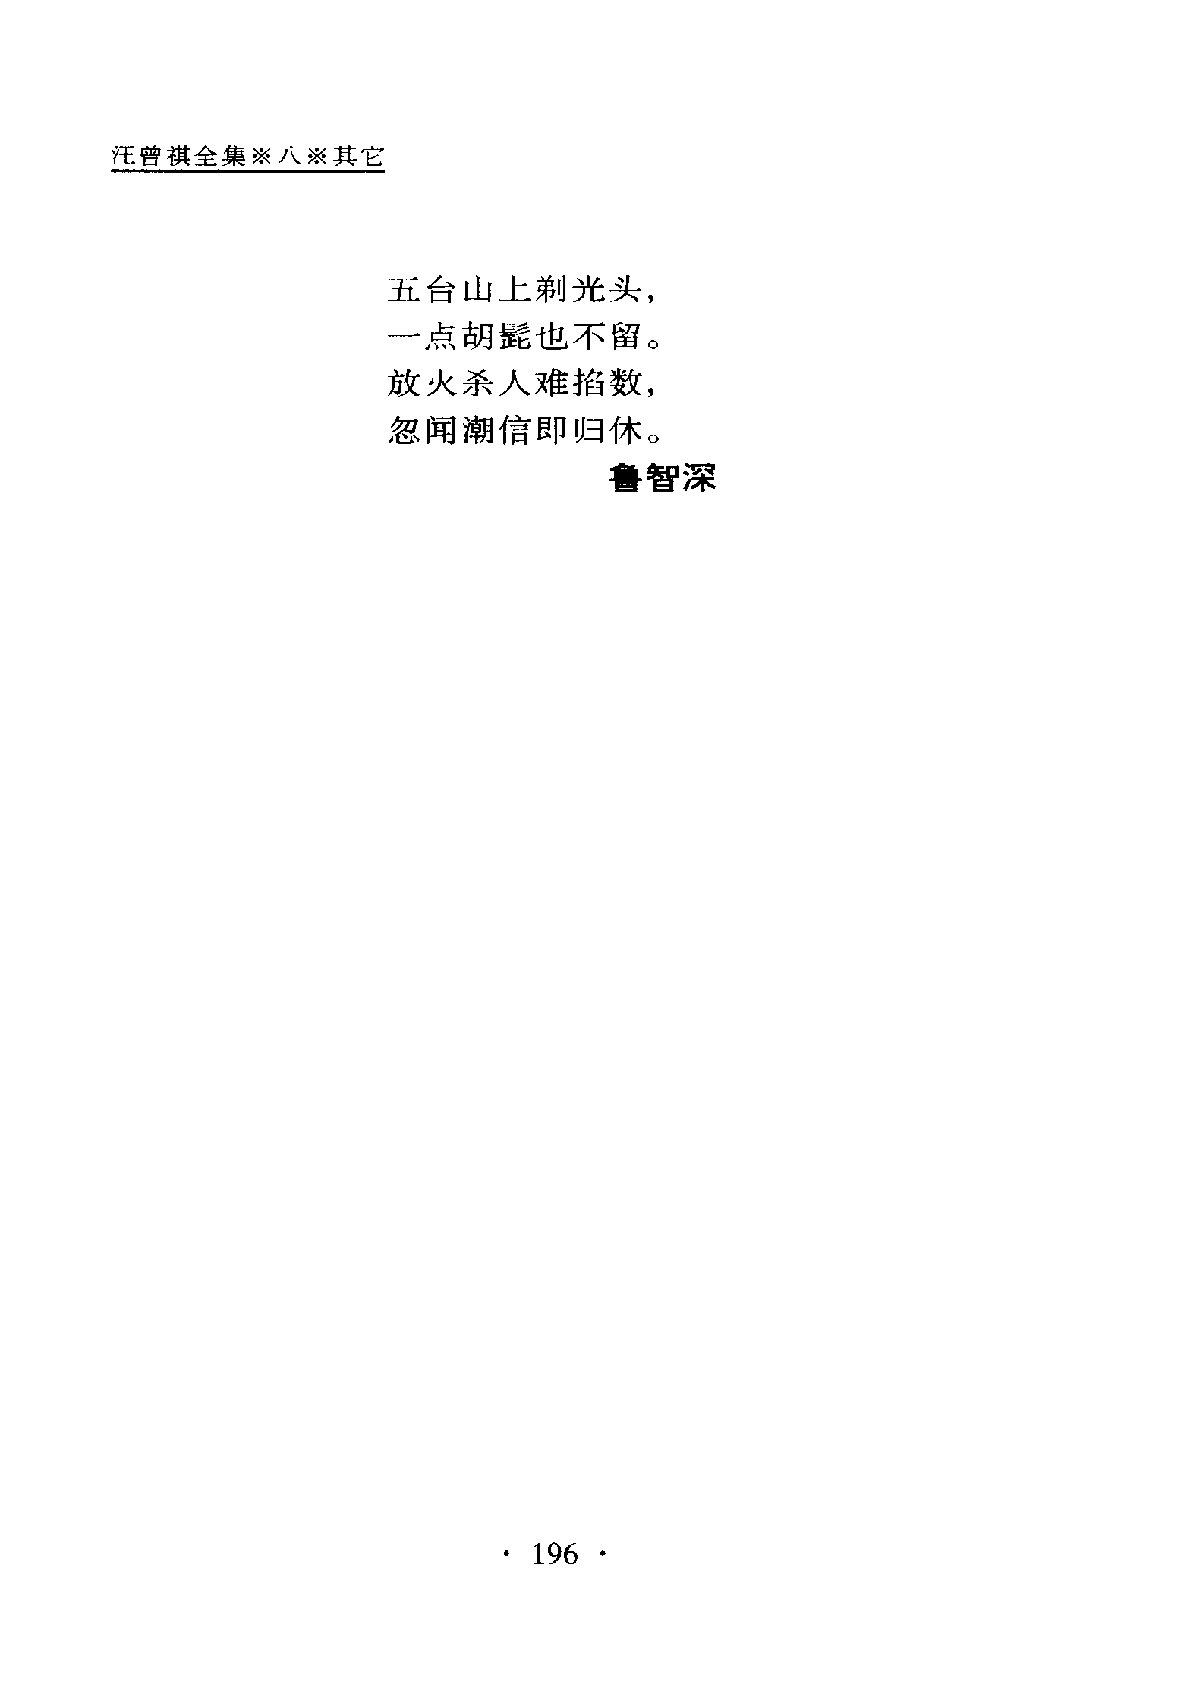 汪曾祺全集※八※其它
五台山上剃光头，
一点胡髭也不留。
放火杀人难掐数，
忽闻潮信即归休。
鲁智深
· 196 ·